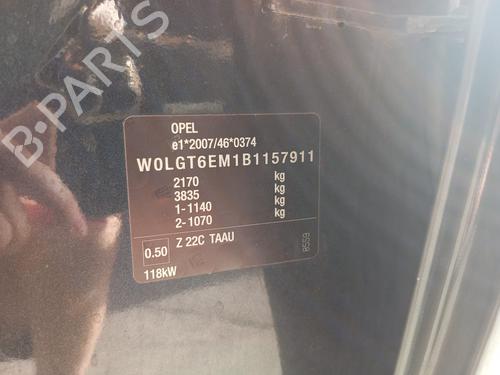 B-PARTS
OPEL
e1*2007/46*0374
W0LGT6EM1B1157911
2170 kg
3835 kg
1-1140 kg
2-1070 kg
0.50 Z 22C TAAU
8559
118kW